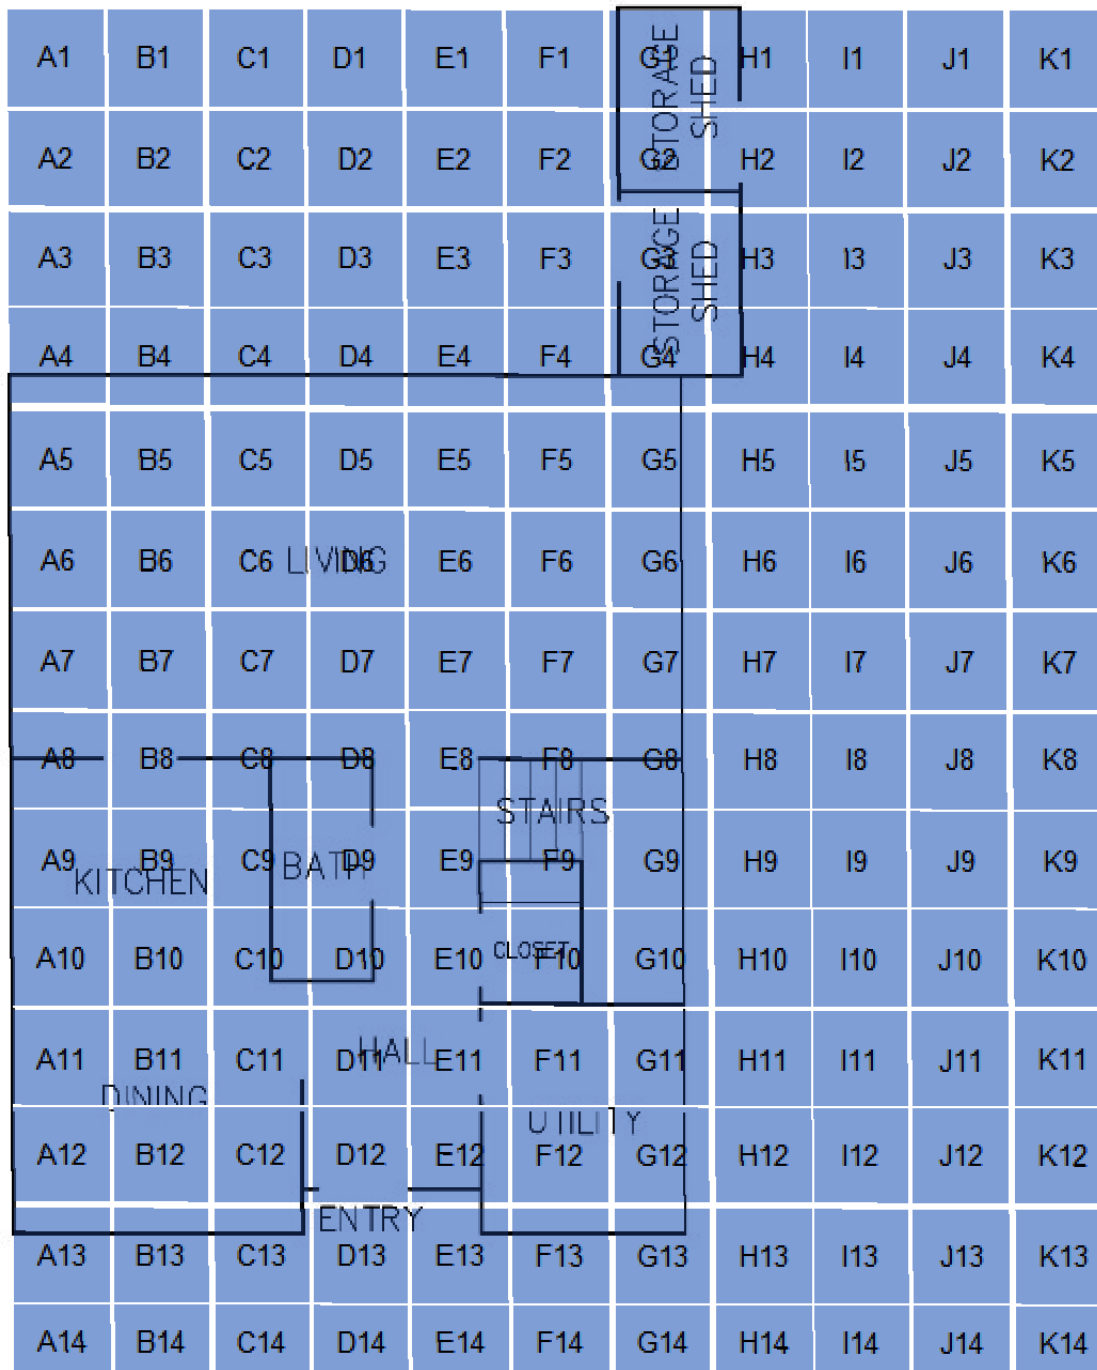 A1 B1 C1 D1 E1 F1 G1 H1 I1 J1 K1
STORAGE
SHED
A2 B2 C2 D2 E2 F2 G2 H2 I2 J2 K2
A3 B3 C3 D3 E3 F3 G3 H3 I3 J3 K3
STORAGE
SHED
A4 B4 C4 D4 E4 F4 G4 H4 I4 J4 K4
A5 B5 C5 D5 E5 F5 G5 H5 I5 J5 K5
A6 B6 C6 D6 E6 F6 G6 H6 I6 J6 K6
LIVING
A7 B7 C7 D7 E7 F7 G7 H7 I7 J7 K7
A8 B8 C8 D8 E8 F8 G8 H8 I8 J8 K8
STAIRS
A9 B9 C9 D9 E9 F9 G9 H9 I9 J9 K9
KITCHEN
BATH
CLOSET
A10 B10 C10 D10 E10 F10 G10 H10 I10 J10 K10
HALL
A11 B11 C11 D11 E11 F11 G11 H11 I11 J11 K11
DINING
UTILITY
A12 B12 C12 D12 E12 F12 G12 H12 I12 J12 K12
ENTRY
A13 B13 C13 D13 E13 F13 G13 H13 I13 J13 K13
A14 B14 C14 D14 E14 F14 G14 H14 I14 J14 K14